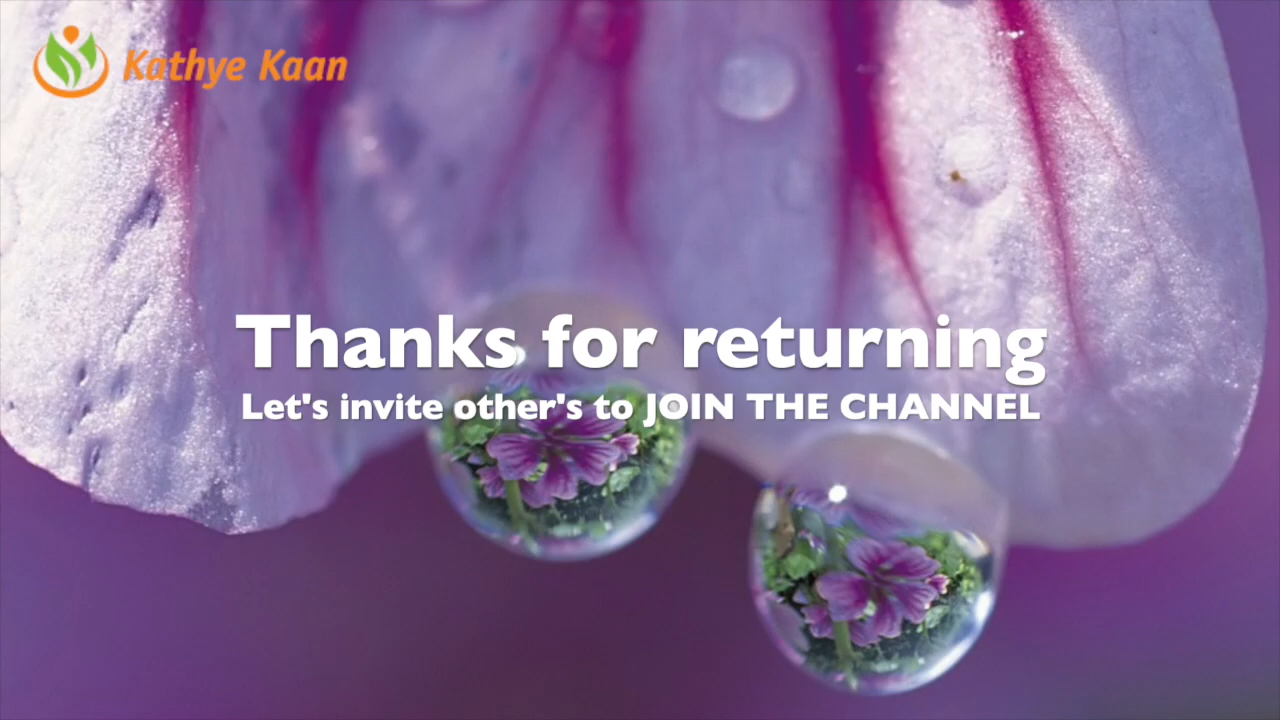 Kathye Kaan
Thanks for returning
Let's invite other's to JOIN THE CHANNEL